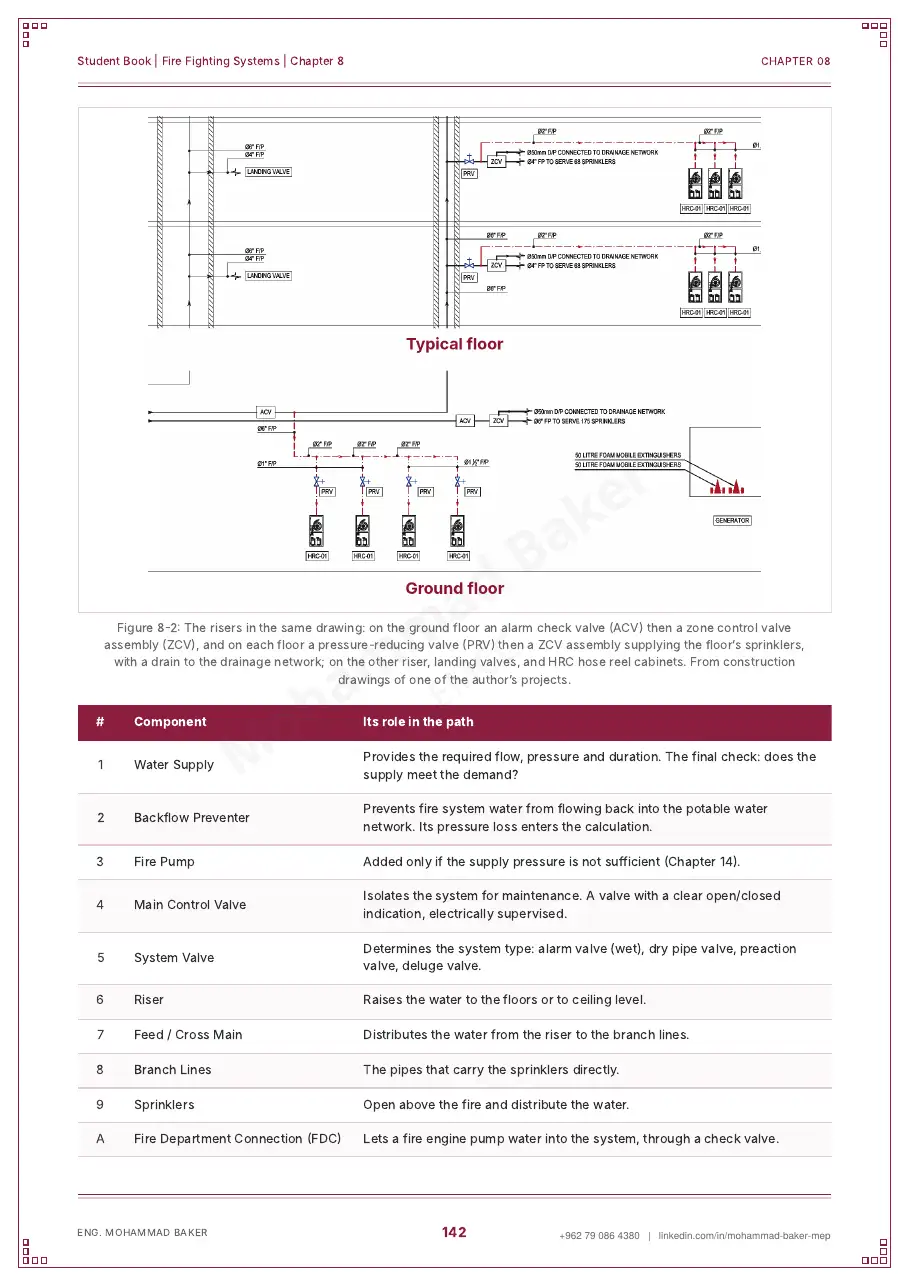 Student Book | Fire Fighting Systems | Chapter 8
CHAPTER 08
Ø6" F/P
Ø4" F/P
LANDING VALVE
Ø2" F/P
Ø2" F/P
Ø50mm D/P CONNECTED TO DRAINAGE NETWORK
Ø1.
ZCV
Ø4" FP TO SERVE 68 SPRINKLERS
PRV
HRC-01 HRC-01 HRC-01
Ø6" F/P
Ø4" F/P
LANDING VALVE
Ø6" F/P
Ø2" F/P
Ø2" F/P
Ø50mm D/P CONNECTED TO DRAINAGE NETWORK
Ø1.
ZCV
Ø4" FP TO SERVE 68 SPRINKLERS
PRV
Ø6" F/P
HRC-01 HRC-01 HRC-01
Typical floor
ACV
Ø50mm D/P CONNECTED TO DRAINAGE NETWORK
ACV
ZCV
Ø6" FP TO SERVE 175 SPRINKLERS
Ø6" F/P
Ø2" F/P
Ø2" F/P
Ø2" F/P
Ø1" F/P
Ø1 ½" F/P
50 LITRE FOAM MOBILE EXTINGUISHERS
50 LITRE FOAM MOBILE EXTINGUISHERS
PRV PRV PRV PRV
GENERATOR
HRC-01 HRC-01 HRC-01 HRC-01
Ground floor
Mohammad Baker
Figure 8-2: The risers in the same drawing: on the ground floor an alarm check valve (ACV) then a zone control valve
assembly (ZCV), and on each floor a pressure-reducing valve (PRV) then a ZCV assembly supplying the floor’s sprinklers,
with a drain to the drainage network; on the other riser, landing valves, and HRC hose reel cabinets. From construction
drawings of one of the author’s projects.
# Component Its role in the path
1 Water Supply Provides the required flow, pressure and duration. The final check: does the
supply meet the demand?
2 Backflow Preventer Prevents fire system water from flowing back into the potable water
network. Its pressure loss enters the calculation.
3 Fire Pump Added only if the supply pressure is not sufficient (Chapter 14).
4 Main Control Valve Isolates the system for maintenance. A valve with a clear open/closed
indication, electrically supervised.
5 System Valve Determines the system type: alarm valve (wet), dry pipe valve, preaction
valve, deluge valve.
6 Riser Raises the water to the floors or to ceiling level.
7 Feed / Cross Main Distributes the water from the riser to the branch lines.
8 Branch Lines The pipes that carry the sprinklers directly.
9 Sprinklers Open above the fire and distribute the water.
A Fire Department Connection (FDC) Lets a fire engine pump water into the system, through a check valve.
ENG. MOHAMMAD BAKER
142
+962 79 086 4380 | linkedin.com/in/mohammad-baker-mep